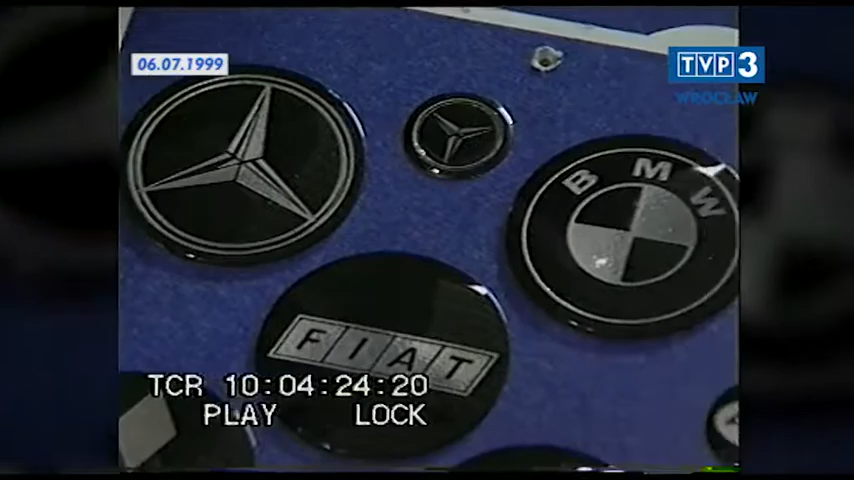 06.07.1999
TVP3
WROCŁAW
BMW
FIAT
TCR 10:04:24:20
PLAY LOCK